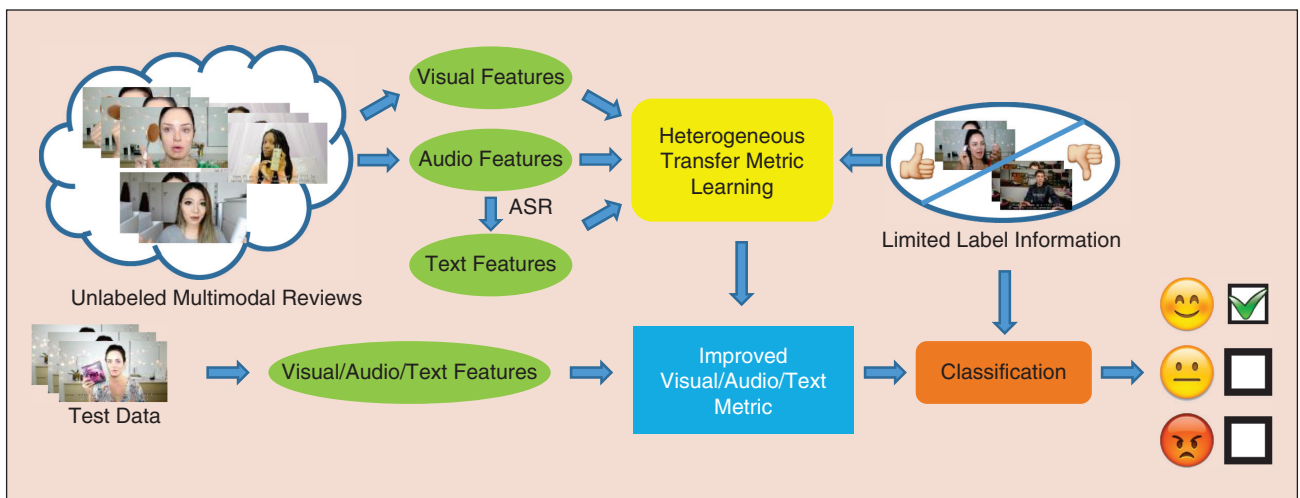 Visual Features
Audio Features
ASR
Text Features
Unlabeled Multimodal Reviews
Heterogeneous
Transfer Metric
Learning
Limited Label Information
Test Data
Visual/Audio/Text Features
Improved
Visual/Audio/Text
Metric
Classification